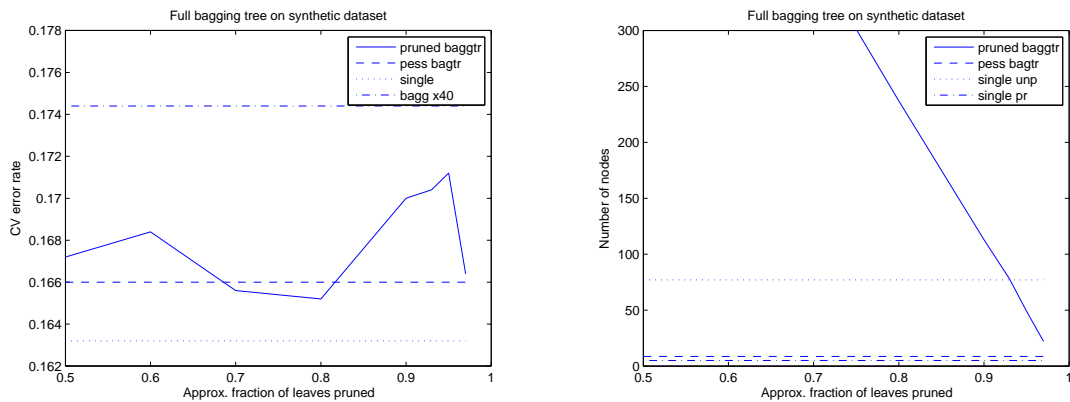 Full bagging tree on synthetic dataset
0.178
0.176
0.174
0.172
0.17
0.168
0.166
0.164
0.162
CV error rate
pruned baggtr
pess bagtr
single
bagg x40
0.5 0.6 0.7 0.8 0.9 1
Approx. fraction of leaves pruned
Full bagging tree on synthetic dataset
300
250
200
150
100
50
0
Number of nodes
pruned baggtr
pess bagtr
single unp
single pr
0.5 0.6 0.7 0.8 0.9 1
Approx. fraction of leaves pruned